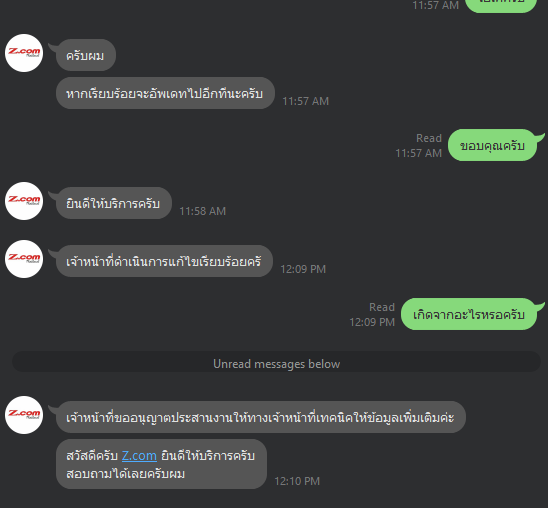 11:57 AM
Z.com
ครับผม
หากเรียบร้อยจะอัพเดทไปอีกทีนะครับ
11:57 AM
Read
11:57 AM
ขอบคุณครับ
Z.com
ยินดีให้บริการครับ
11:58 AM
Z.com
เจ้าหน้าที่ดำเนินการแก้ไขเรียบร้อยครั
12:09 PM
Read
12:09 PM
เกิดจากอะไรหรอครับ
Unread messages below
Z.com
เจ้าหน้าที่ขออนุญาตประสานงานให้ทางเจ้าหน้าที่เทคนิคให้ข้อมูลเพิ่มเติมค่ะ
สวัสดีครับ Z.com ยินดีให้บริการครับ
สอบถามได้เลยครับผม
12:10 PM